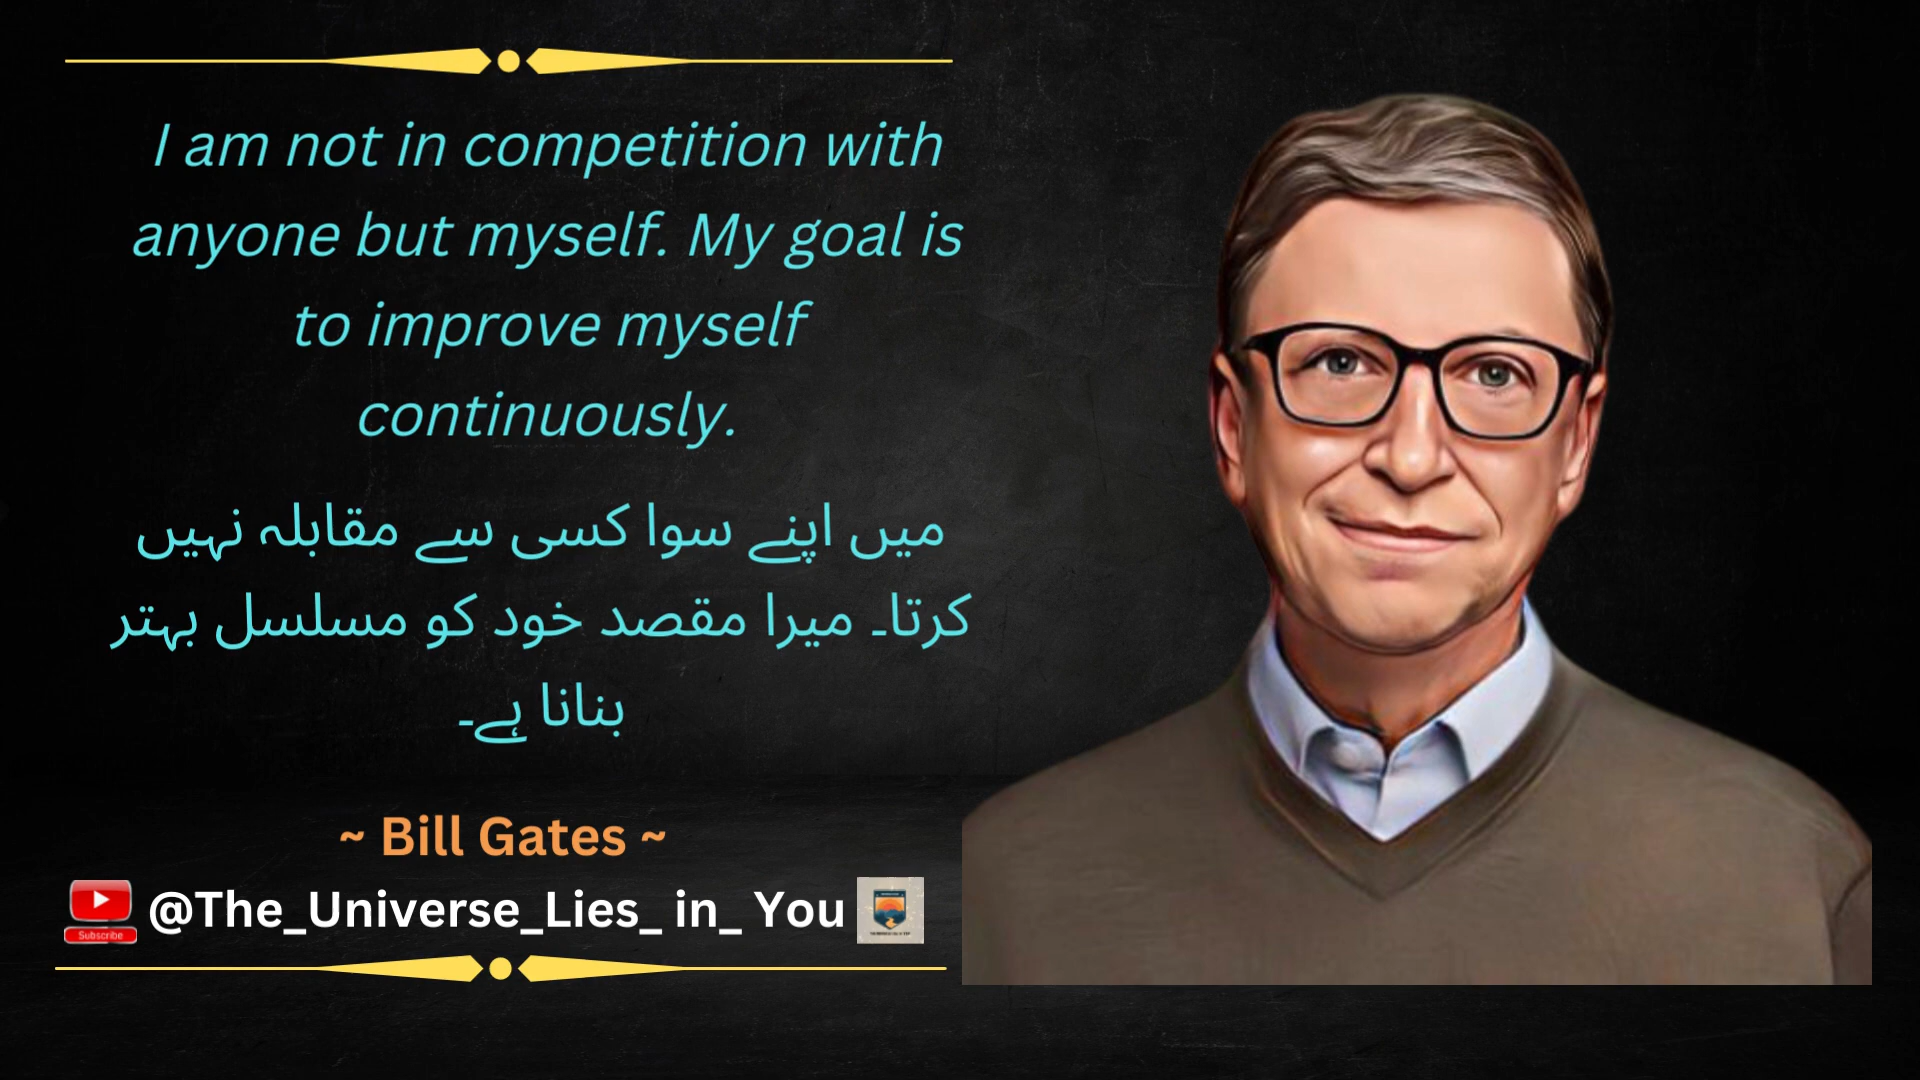 I am not in competition with
anyone but myself. My goal is
to improve myself
continuously.
میں اپنے سوا کسی سے مقابلہ نہیں
کرتا۔ میرا مقصد خود کو مسلسل بہتر
بنانا ہے۔
~ Bill Gates ~
Subscribe @The_Universe_Lies_ in_ You